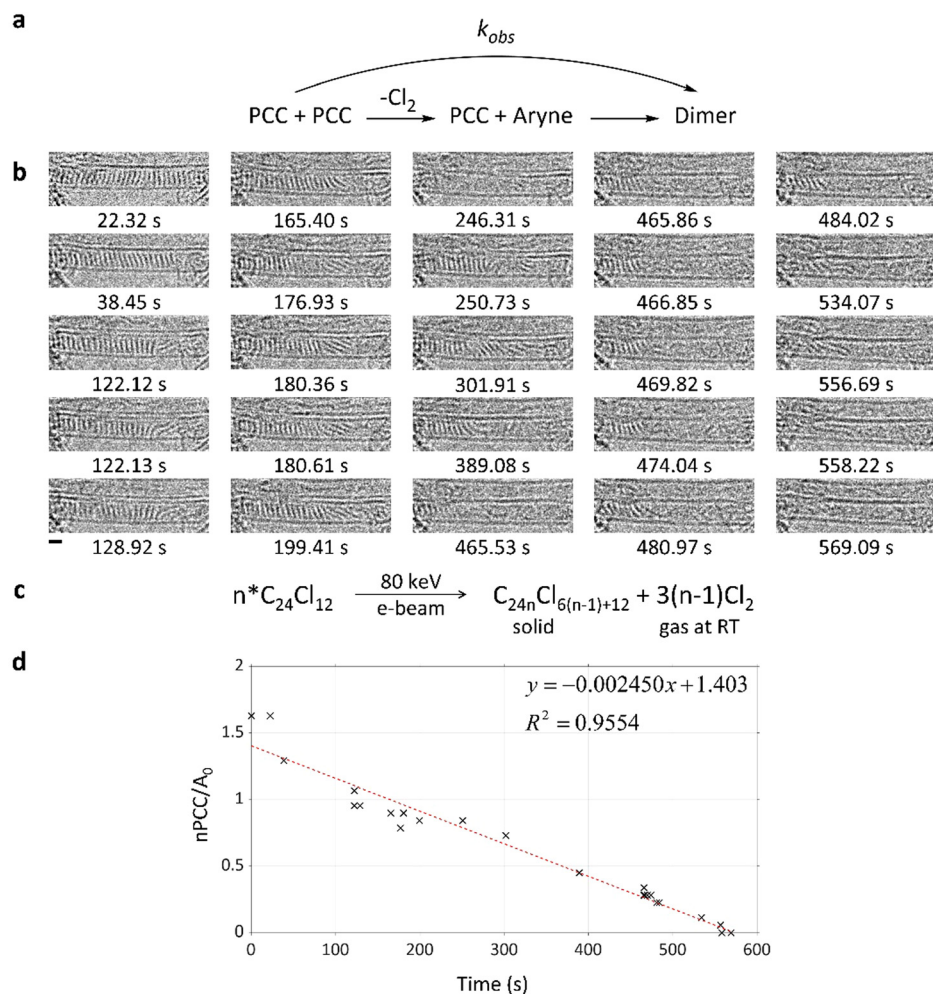 a
k_obs
-Cl₂
PCC + PCC → PCC + Aryne → Dimer
b
22.32 s 165.40 s 246.31 s 465.86 s 484.02 s
38.45 s 176.93 s 250.73 s 466.85 s 534.07 s
122.12 s 180.36 s 301.91 s 469.82 s 556.69 s
122.13 s 180.61 s 389.08 s 474.04 s 558.22 s
128.92 s 199.41 s 465.53 s 480.97 s 569.09 s
c
80 keV
n*C₂₄Cl₁₂ → C₂₄ₙCl₆₍ₙ₋₁₎₊₁₂ + 3(n-1)Cl₂
e-beam
solid gas at RT
d
y = −0.002450x + 1.403
R² = 0.9554
nPCC/A₀
2
1.5
1
0.5
0
0 100 200 300 400 500 600
Time (s)